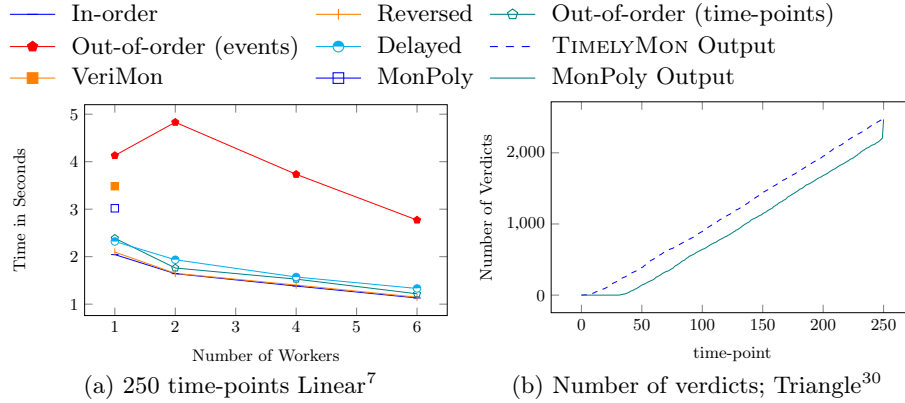 In-order Reversed Out-of-order (time-points)
Out-of-order (events) Delayed TIMELYMON Output
VeriMon MonPoly MonPoly Output
5
4
3
2
1
Time in Seconds
1 2 3 4 5 6
Number of Workers
(a) 250 time-points Linear⁷
2,000
1,000
0
Number of Verdicts
0 50 100 150 200 250
time-point
(b) Number of verdicts; Triangle³⁰